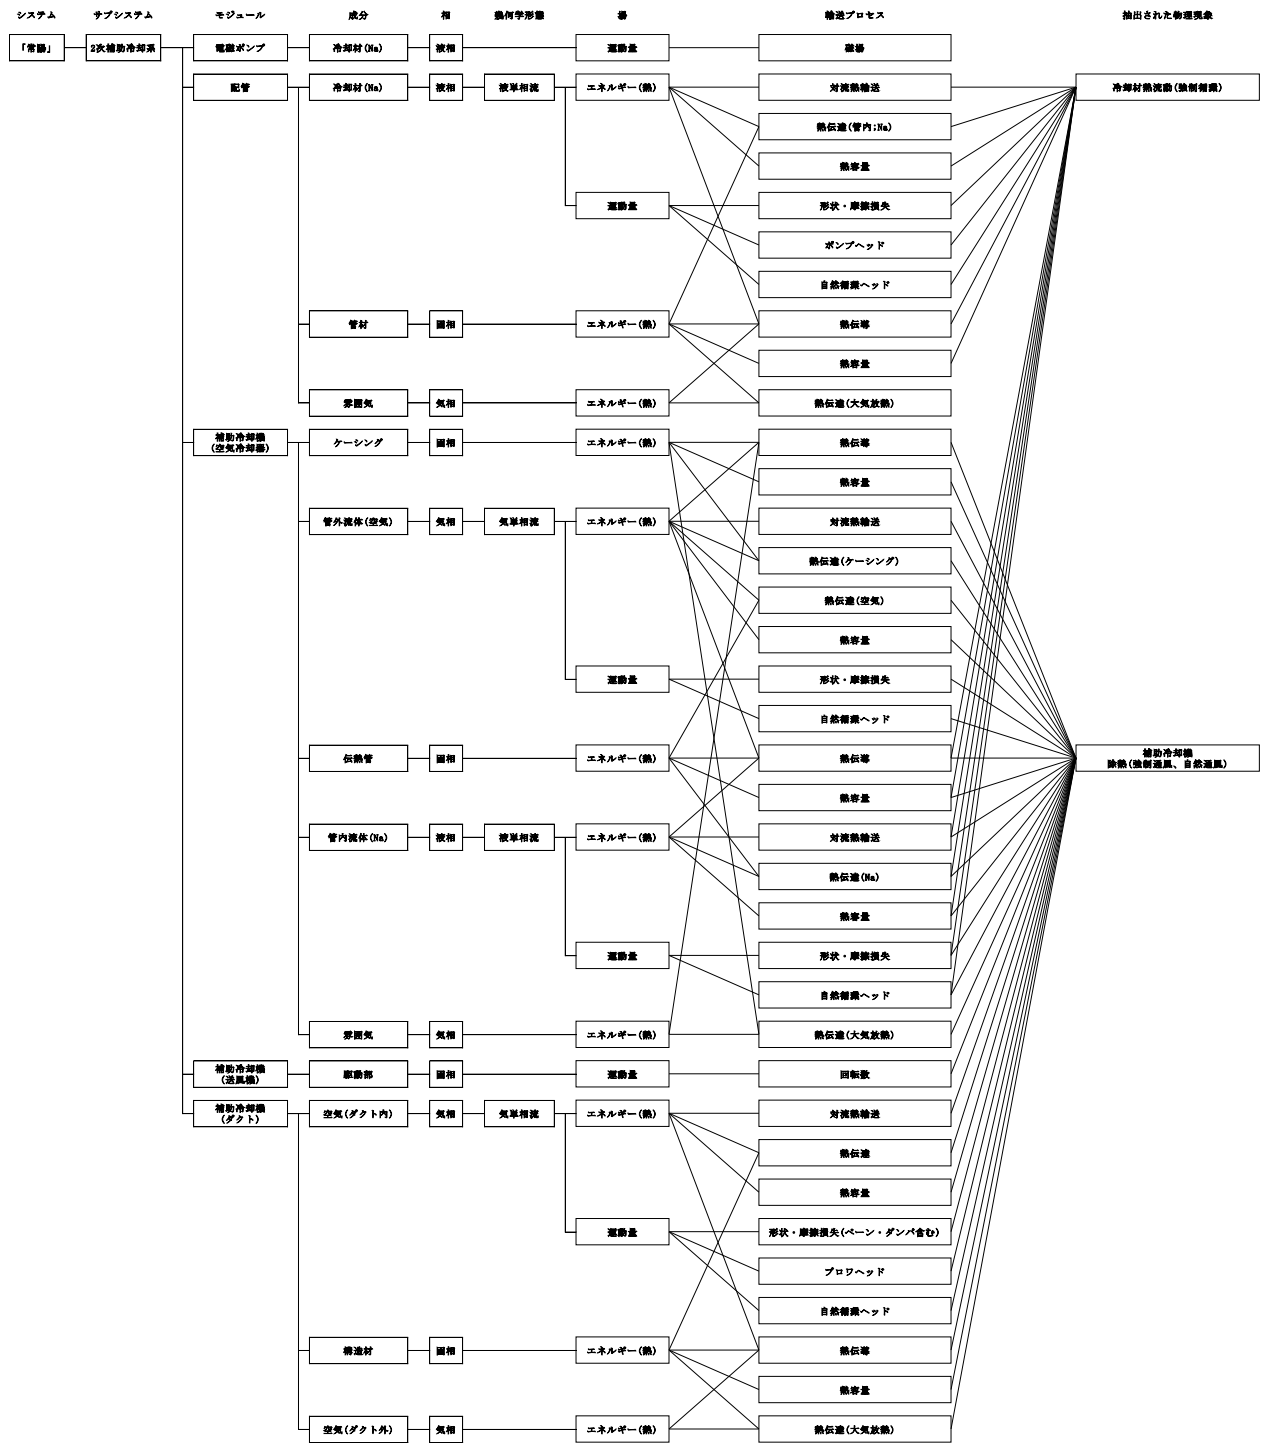 システム サブシステム モジュール 成分 相 幾何学形態 場 輸送プロセス 抽出された物理現象
「常陽」 2次補助冷却系 電磁ポンプ 冷却材(Na) 液相 運動量 磁場
配管 冷却材(Na) 液相 液単相流 エネルギー(熱) 対流熱輸送 冷却材熱流動(強制循環)
熱伝達(管内;Na)
熱容量
運動量 形状・摩擦損失
ポンプヘッド
自然循環ヘッド
管材 固相 エネルギー(熱) 熱伝導
熱容量
雰囲気 気相 エネルギー(熱) 熱伝達(大気放熱)
補助冷却機
(空気冷却器) ケーシング 固相 エネルギー(熱) 熱伝導
熱容量
管外流体(空気) 気相 気単相流 エネルギー(熱) 対流熱輸送
熱伝達(ケーシング)
熱伝達(空気)
熱容量
運動量 形状・摩擦損失
自然循環ヘッド
伝熱管 固相 エネルギー(熱) 熱伝導 補助冷却機
除熱(強制通風、自然通風)
熱容量
管内流体(Na) 液相 液単相流 エネルギー(熱) 対流熱輸送
熱伝達(Na)
熱容量
運動量 形状・摩擦損失
自然循環ヘッド
雰囲気 気相 エネルギー(熱) 熱伝達(大気放熱)
補助冷却機
(送風機) 駆動部 固相 運動量 回転数
補助冷却機
(ダクト) 空気(ダクト内) 気相 気単相流 エネルギー(熱) 対流熱輸送
熱伝達
熱容量
運動量 形状・摩擦損失(ベーン・ダンパ含む)
ブロワヘッド
自然循環ヘッド
構造材 固相 エネルギー(熱) 熱伝導
熱容量
空気(ダクト外) 気相 エネルギー(熱) 熱伝達(大気放熱)